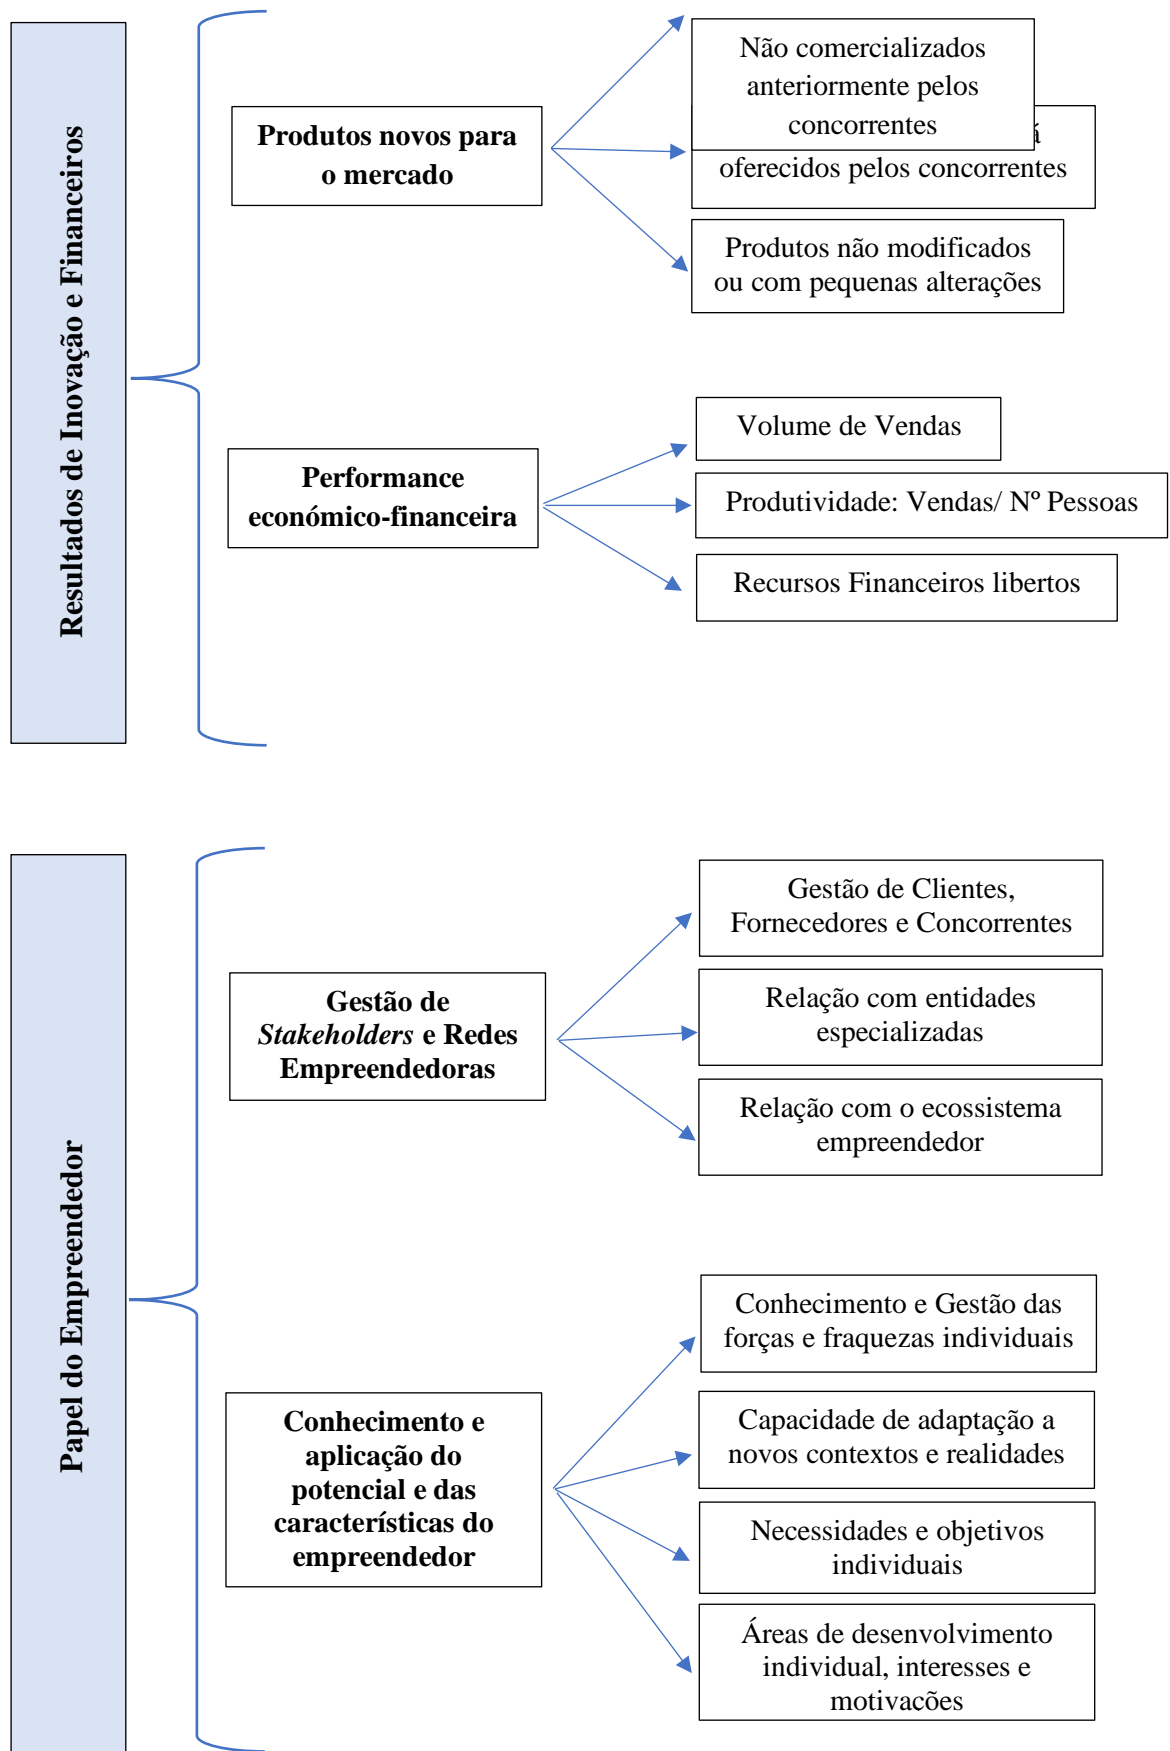 Resultados de Inovação e Financeiros
Produtos novos para
o mercado
Não comercializados
anteriormente pelos
concorrentes
oferecidos pelos concorrentes
Produtos não modificados
ou com pequenas alterações
Performance
económico-financeira
Volume de Vendas
Produtividade: Vendas/ Nº Pessoas
Recursos Financeiros libertos
Papel do Empreendedor
Gestão de
Stakeholders e Redes
Empreendedoras
Gestão de Clientes,
Fornecedores e Concorrentes
Relação com entidades
especializadas
Relação com o ecossistema
empreendedor
Conhecimento e
aplicação do
potencial e das
características do
empreendedor
Conhecimento e Gestão das
forças e fraquezas individuais
Capacidade de adaptação a
novos contextos e realidades
Necessidades e objetivos
individuais
Áreas de desenvolvimento
individual, interesses e
motivações